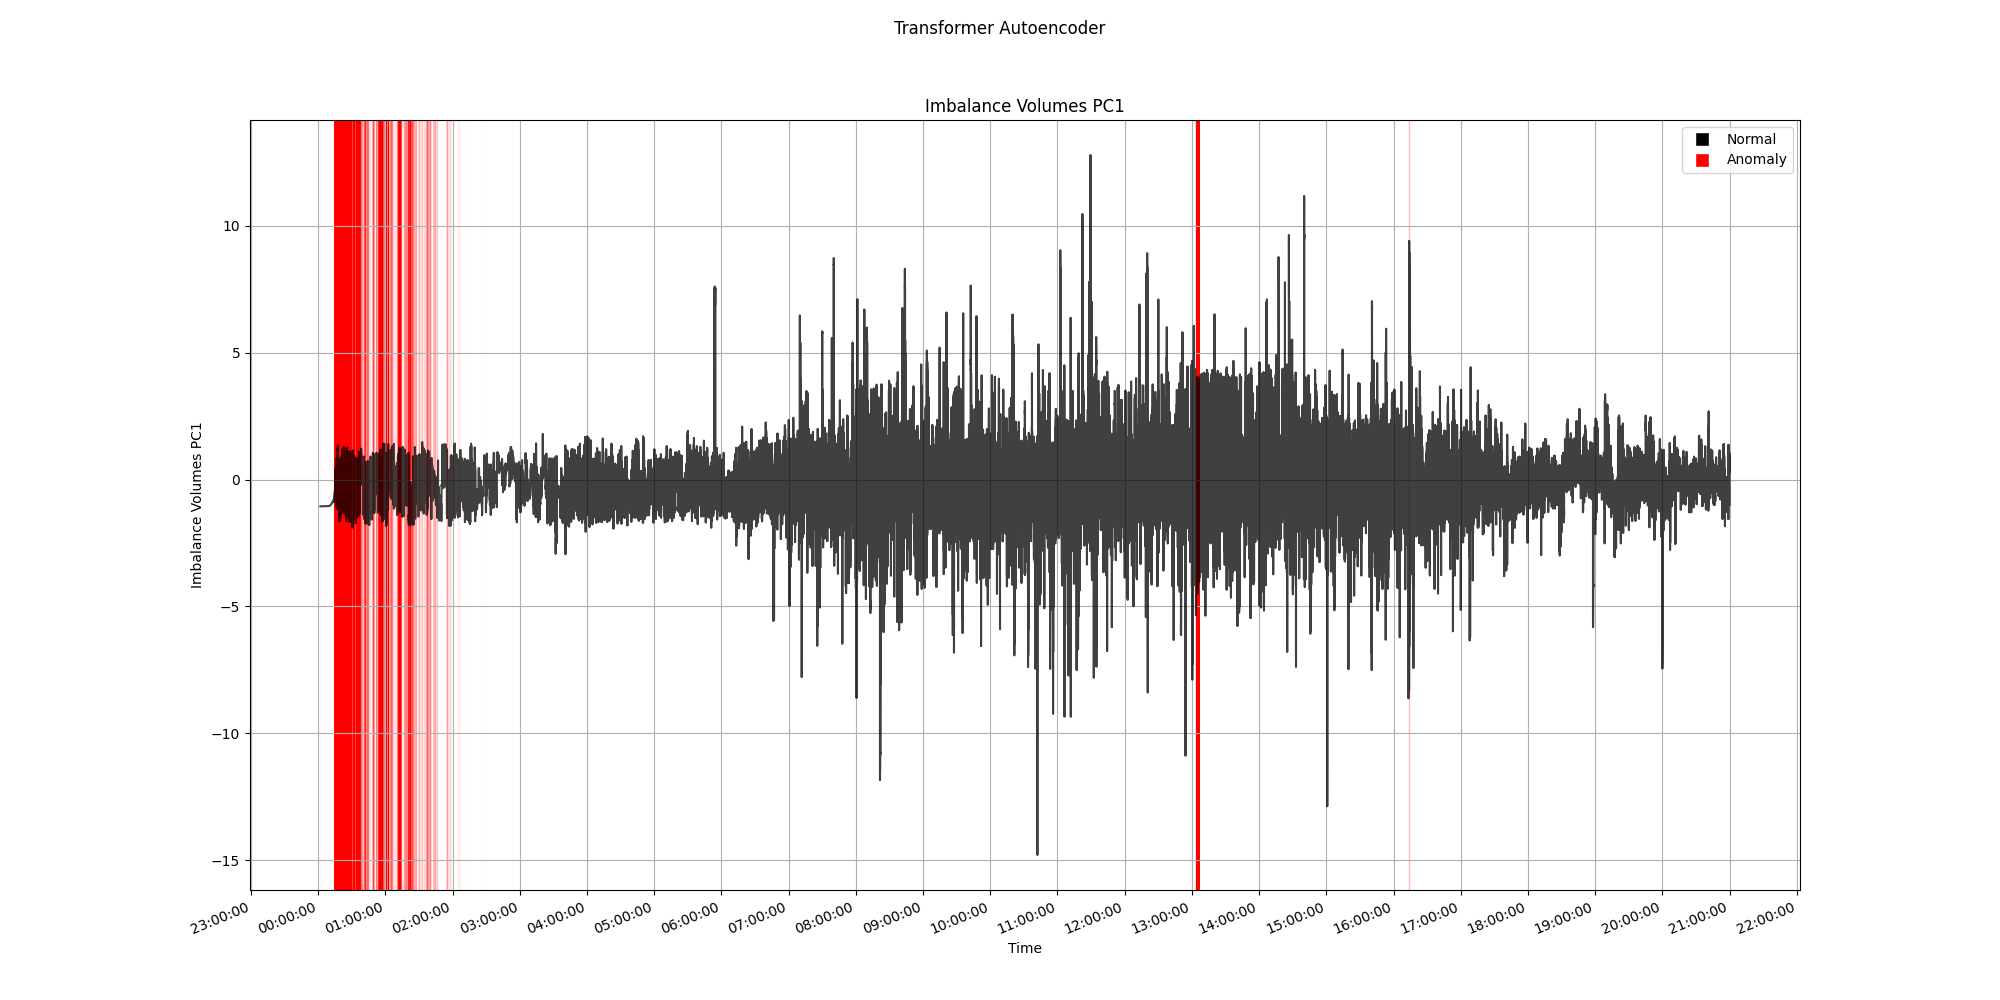 Transformer Autoencoder
Imbalance Volumes PC1
Normal
Anomaly
Imbalance Volumes PC1
10
5
0
−5
−10
−15
23:00:00 00:00:00 01:00:00 02:00:00 03:00:00 04:00:00 05:00:00 06:00:00 07:00:00 08:00:00 09:00:00 10:00:00 11:00:00 12:00:00 13:00:00 14:00:00 15:00:00 16:00:00 17:00:00 18:00:00 19:00:00 20:00:00 21:00:00 22:00:00
Time